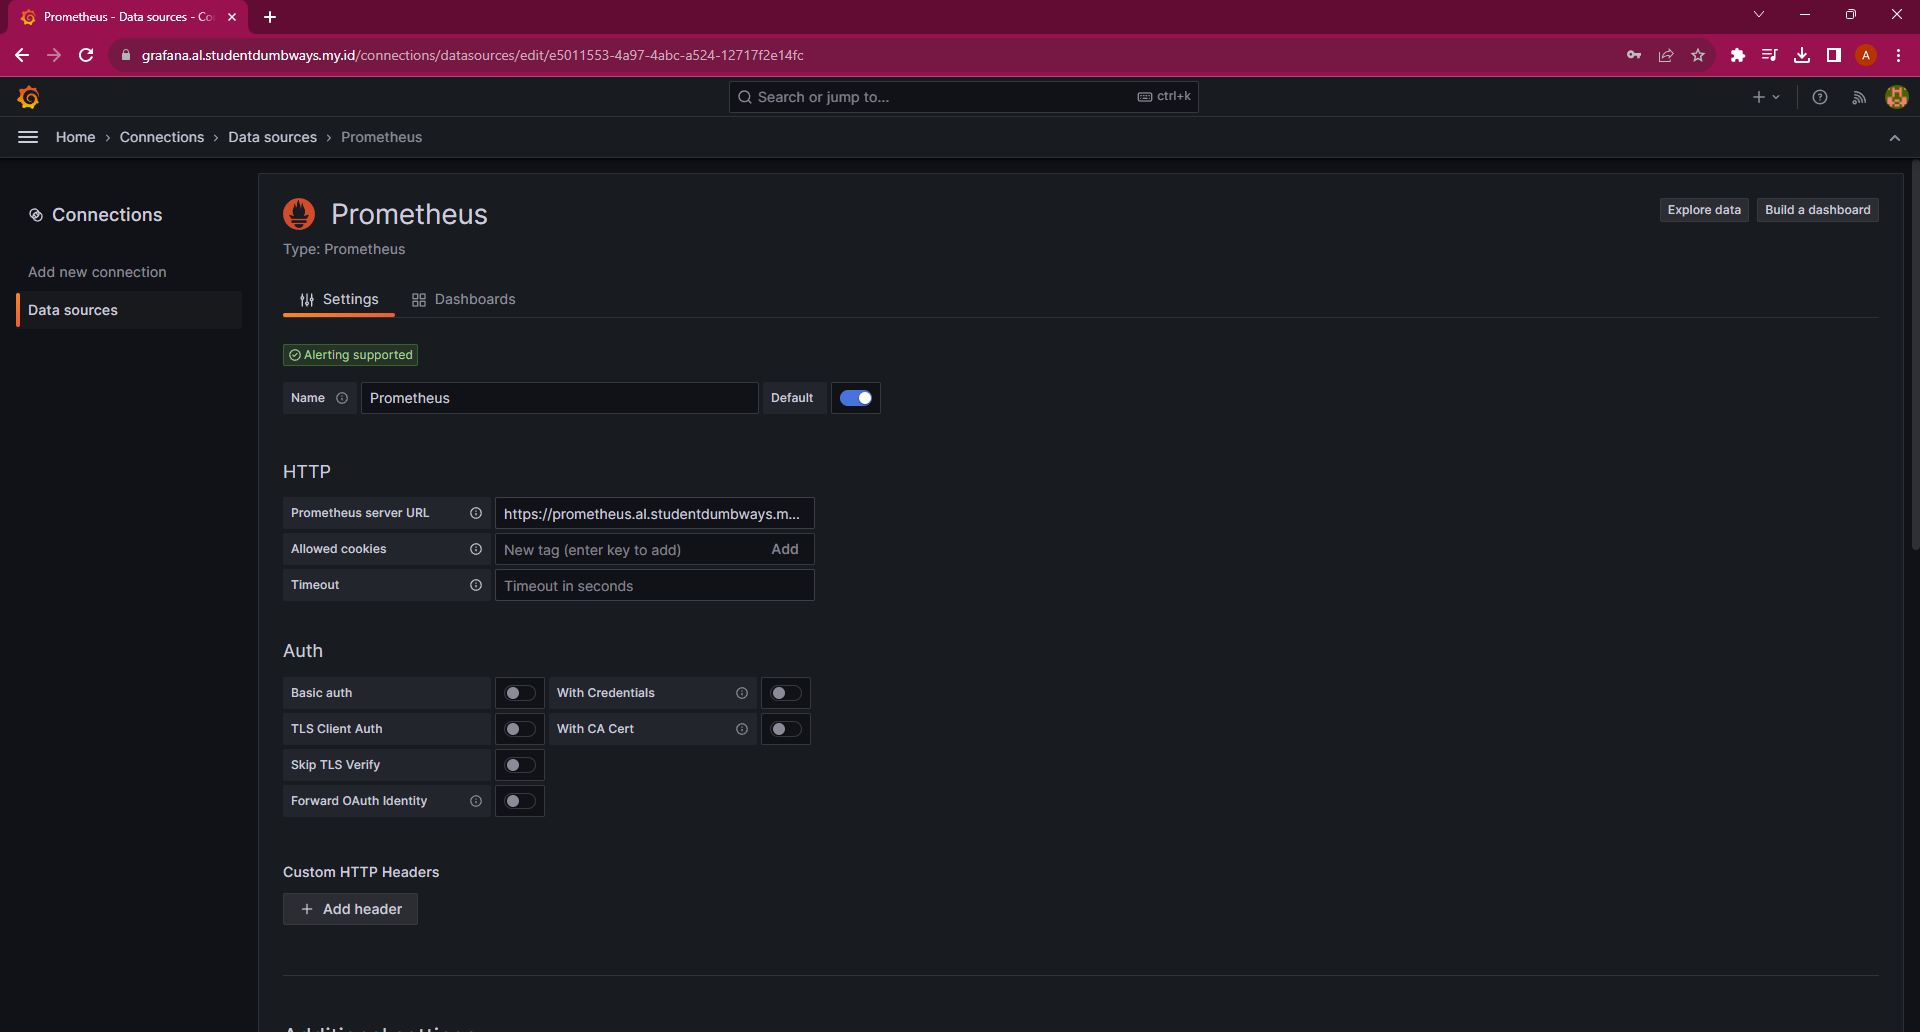 Prometheus - Data sources - Co
grafana.al.studentdumbways.my.id/connections/datasources/edit/e5011553-4a97-4abc-a524-12717f2e14fc
A
Search or jump to...
ctrl+k
Home › Connections › Data sources › Prometheus
Connections
Add new connection
Data sources
Prometheus
Type: Prometheus
Explore data
Build a dashboard
Settings
Dashboards
Alerting supported
Name
Prometheus
Default
HTTP
Prometheus server URL
https://prometheus.al.studentdumbways.m...
Allowed cookies
New tag (enter key to add)
Add
Timeout
Timeout in seconds
Auth
Basic auth
With Credentials
TLS Client Auth
With CA Cert
Skip TLS Verify
Forward OAuth Identity
Custom HTTP Headers
+ Add header
Additional settings